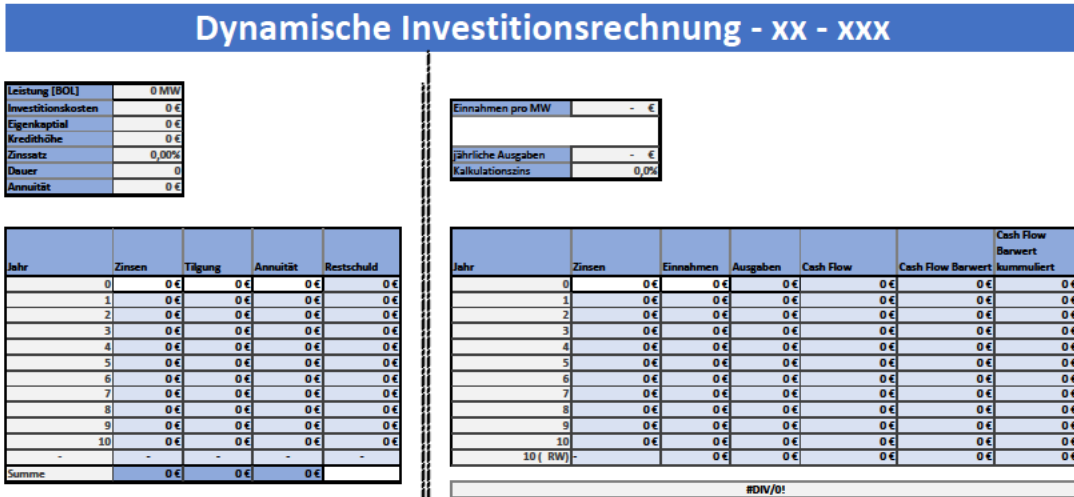 Dynamische Investitionsrechnung - xx - xxx
Leistung [BOL] 0 MW
Investitionskosten 0 €
Eigenkaptial 0 €
Kredithöhe 0 €
Zinssatz 0,00%
Dauer 0
Annuität 0 €
Einnahmen pro MW - €
jährliche Ausgaben - €
Kalkulationszins 0,0%
Jahr Zinsen Tilgung Annuität Restschuld
0 0 € 0 € 0 € 0 €
1 0 € 0 € 0 € 0 €
2 0 € 0 € 0 € 0 €
3 0 € 0 € 0 € 0 €
4 0 € 0 € 0 € 0 €
5 0 € 0 € 0 € 0 €
6 0 € 0 € 0 € 0 €
7 0 € 0 € 0 € 0 €
8 0 € 0 € 0 € 0 €
9 0 € 0 € 0 € 0 €
10 0 € 0 € 0 € 0 €
- - - - -
Summe 0 € 0 € 0 €
Jahr Zinsen Einnahmen Ausgaben Cash Flow Cash Flow Barwert Cash Flow Barwert kummuliert
0 0 € 0 € 0 € 0 € 0 € 0 €
1 0 € 0 € 0 € 0 € 0 € 0 €
2 0 € 0 € 0 € 0 € 0 € 0 €
3 0 € 0 € 0 € 0 € 0 € 0 €
4 0 € 0 € 0 € 0 € 0 € 0 €
5 0 € 0 € 0 € 0 € 0 € 0 €
6 0 € 0 € 0 € 0 € 0 € 0 €
7 0 € 0 € 0 € 0 € 0 € 0 €
8 0 € 0 € 0 € 0 € 0 € 0 €
9 0 € 0 € 0 € 0 € 0 € 0 €
10 0 € 0 € 0 € 0 € 0 € 0 €
10 ( RW) - 0 € 0 € 0 € 0 € 0 €
#DIV/0!